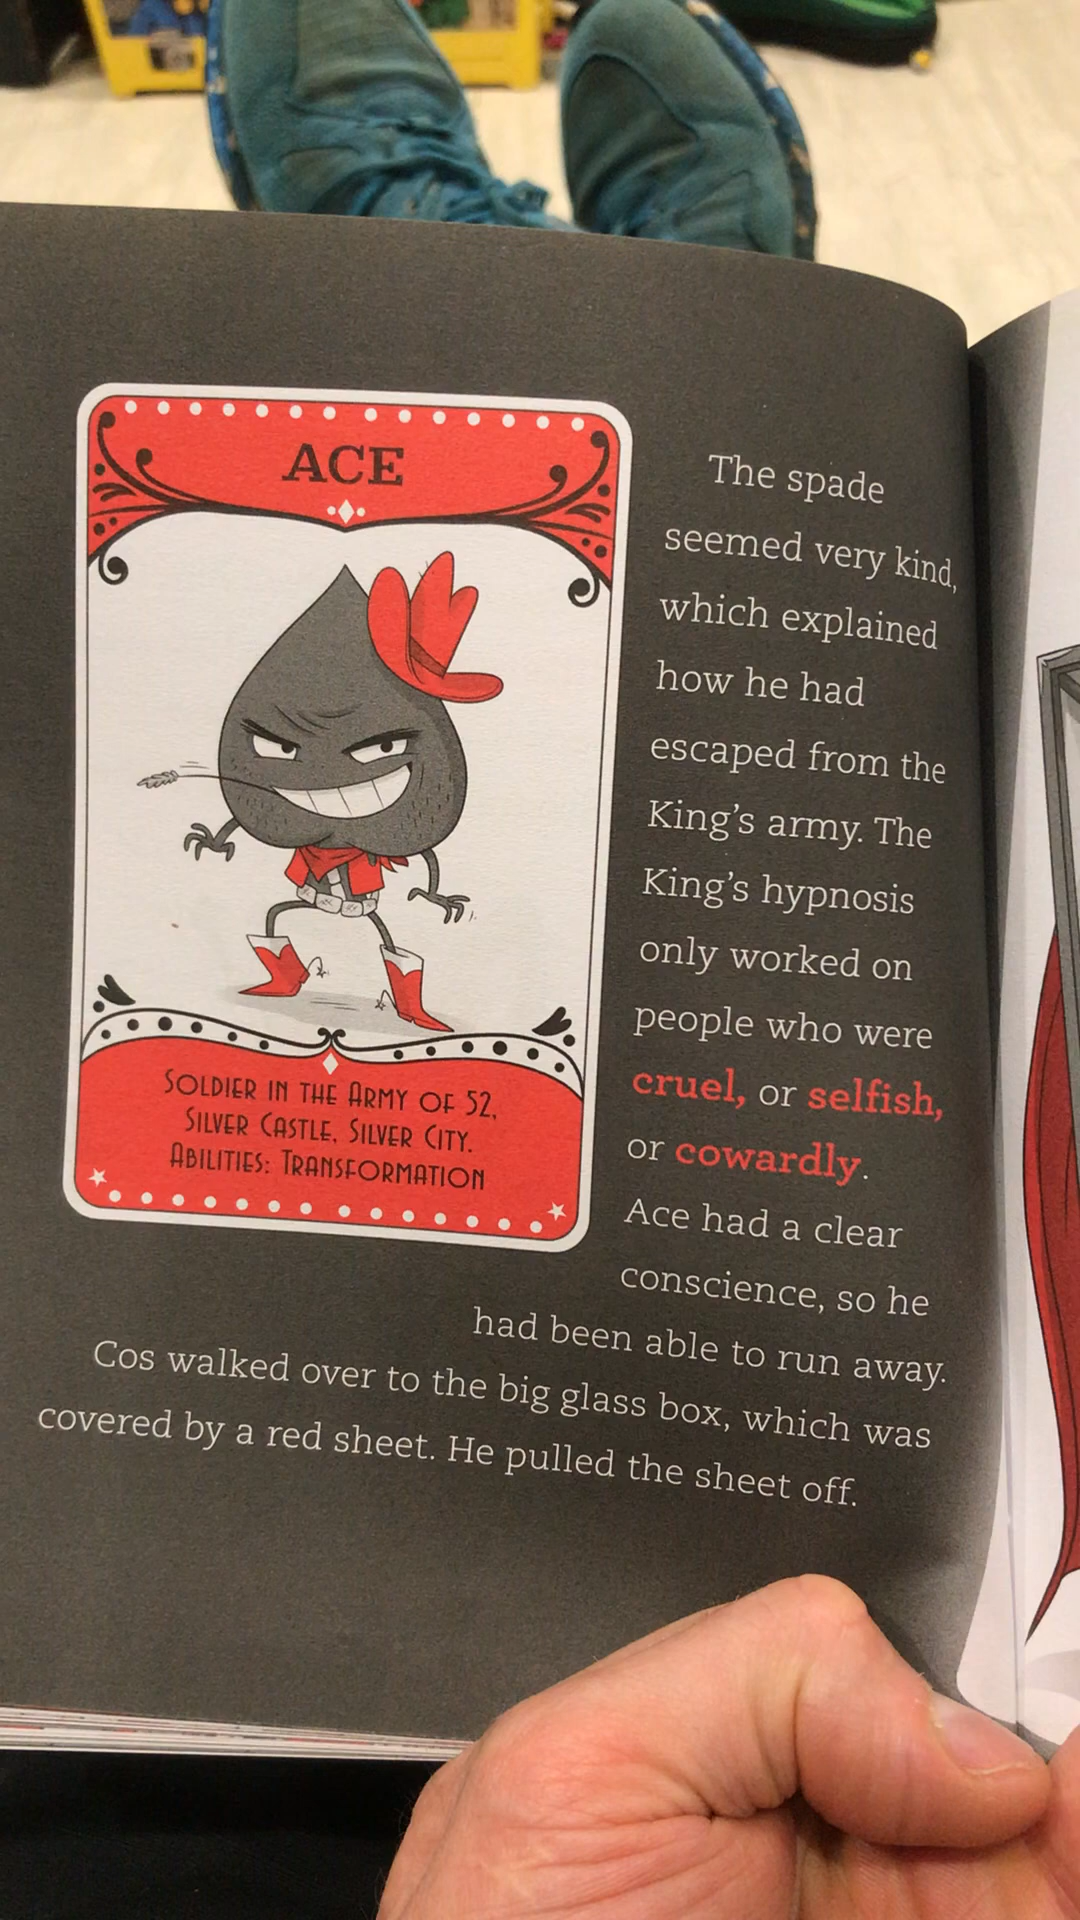 ACE
SOLDIER IN THE ARMY OF 52,
SILVER CASTLE, SILVER CITY.
ABILITIES: TRANSFORMATION
The spade
seemed very kind,
which explained
how he had
escaped from the
King's army. The
King's hypnosis
only worked on
people who were
cruel, or selfish,
or cowardly.
Ace had a clear
conscience, so he
had been able to run away.
Cos walked over to the big glass box, which was
covered by a red sheet. He pulled the sheet off.